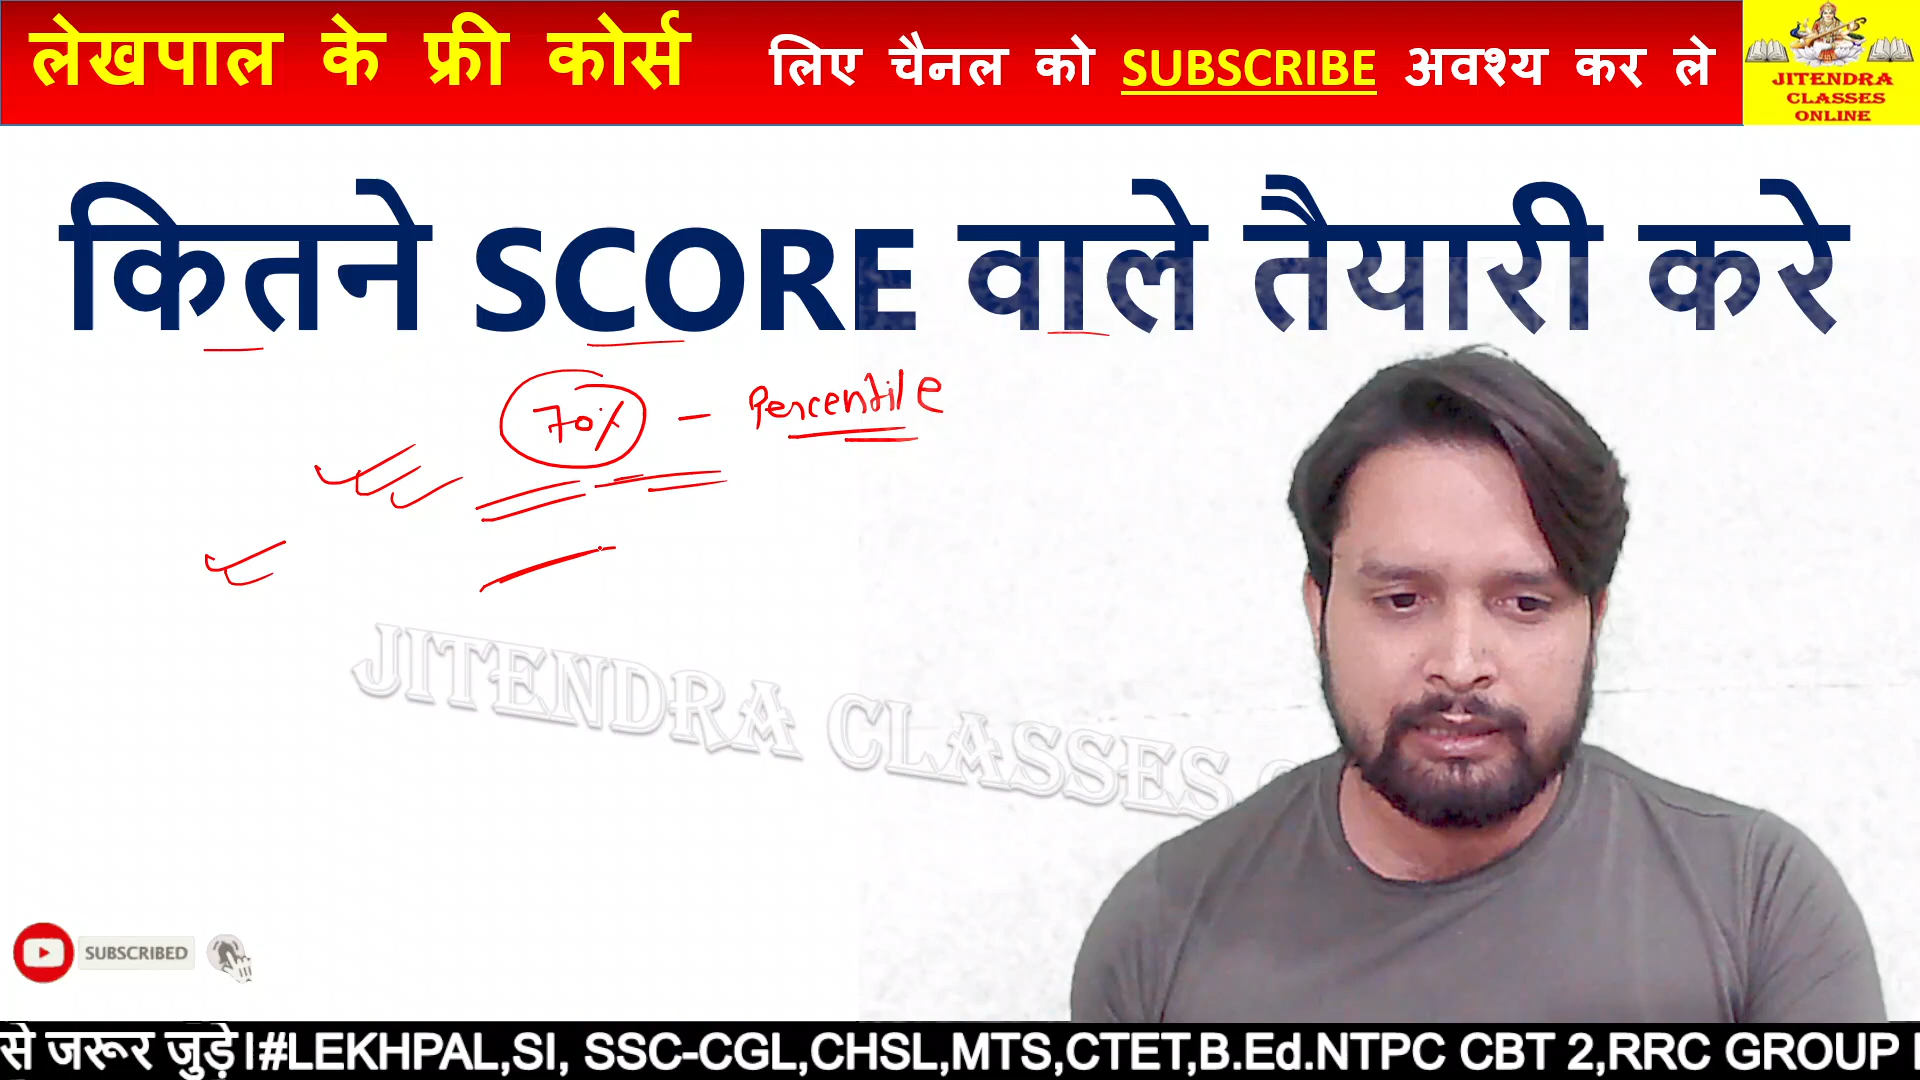 लेखपाल के फ्री कोर्स लिए चैनल को SUBSCRIBE अवश्य कर ले
JITENDRA
CLASSES
ONLINE
कितने SCORE वाले तैयारी करे
70% - Percentile
JITENDRA CLASSES
SUBSCRIBED
से जरूर जुड़े।#LEKHPAL,SI, SSC-CGL,CHSL,MTS,CTET,B.Ed.NTPC CBT 2,RRC GROUP